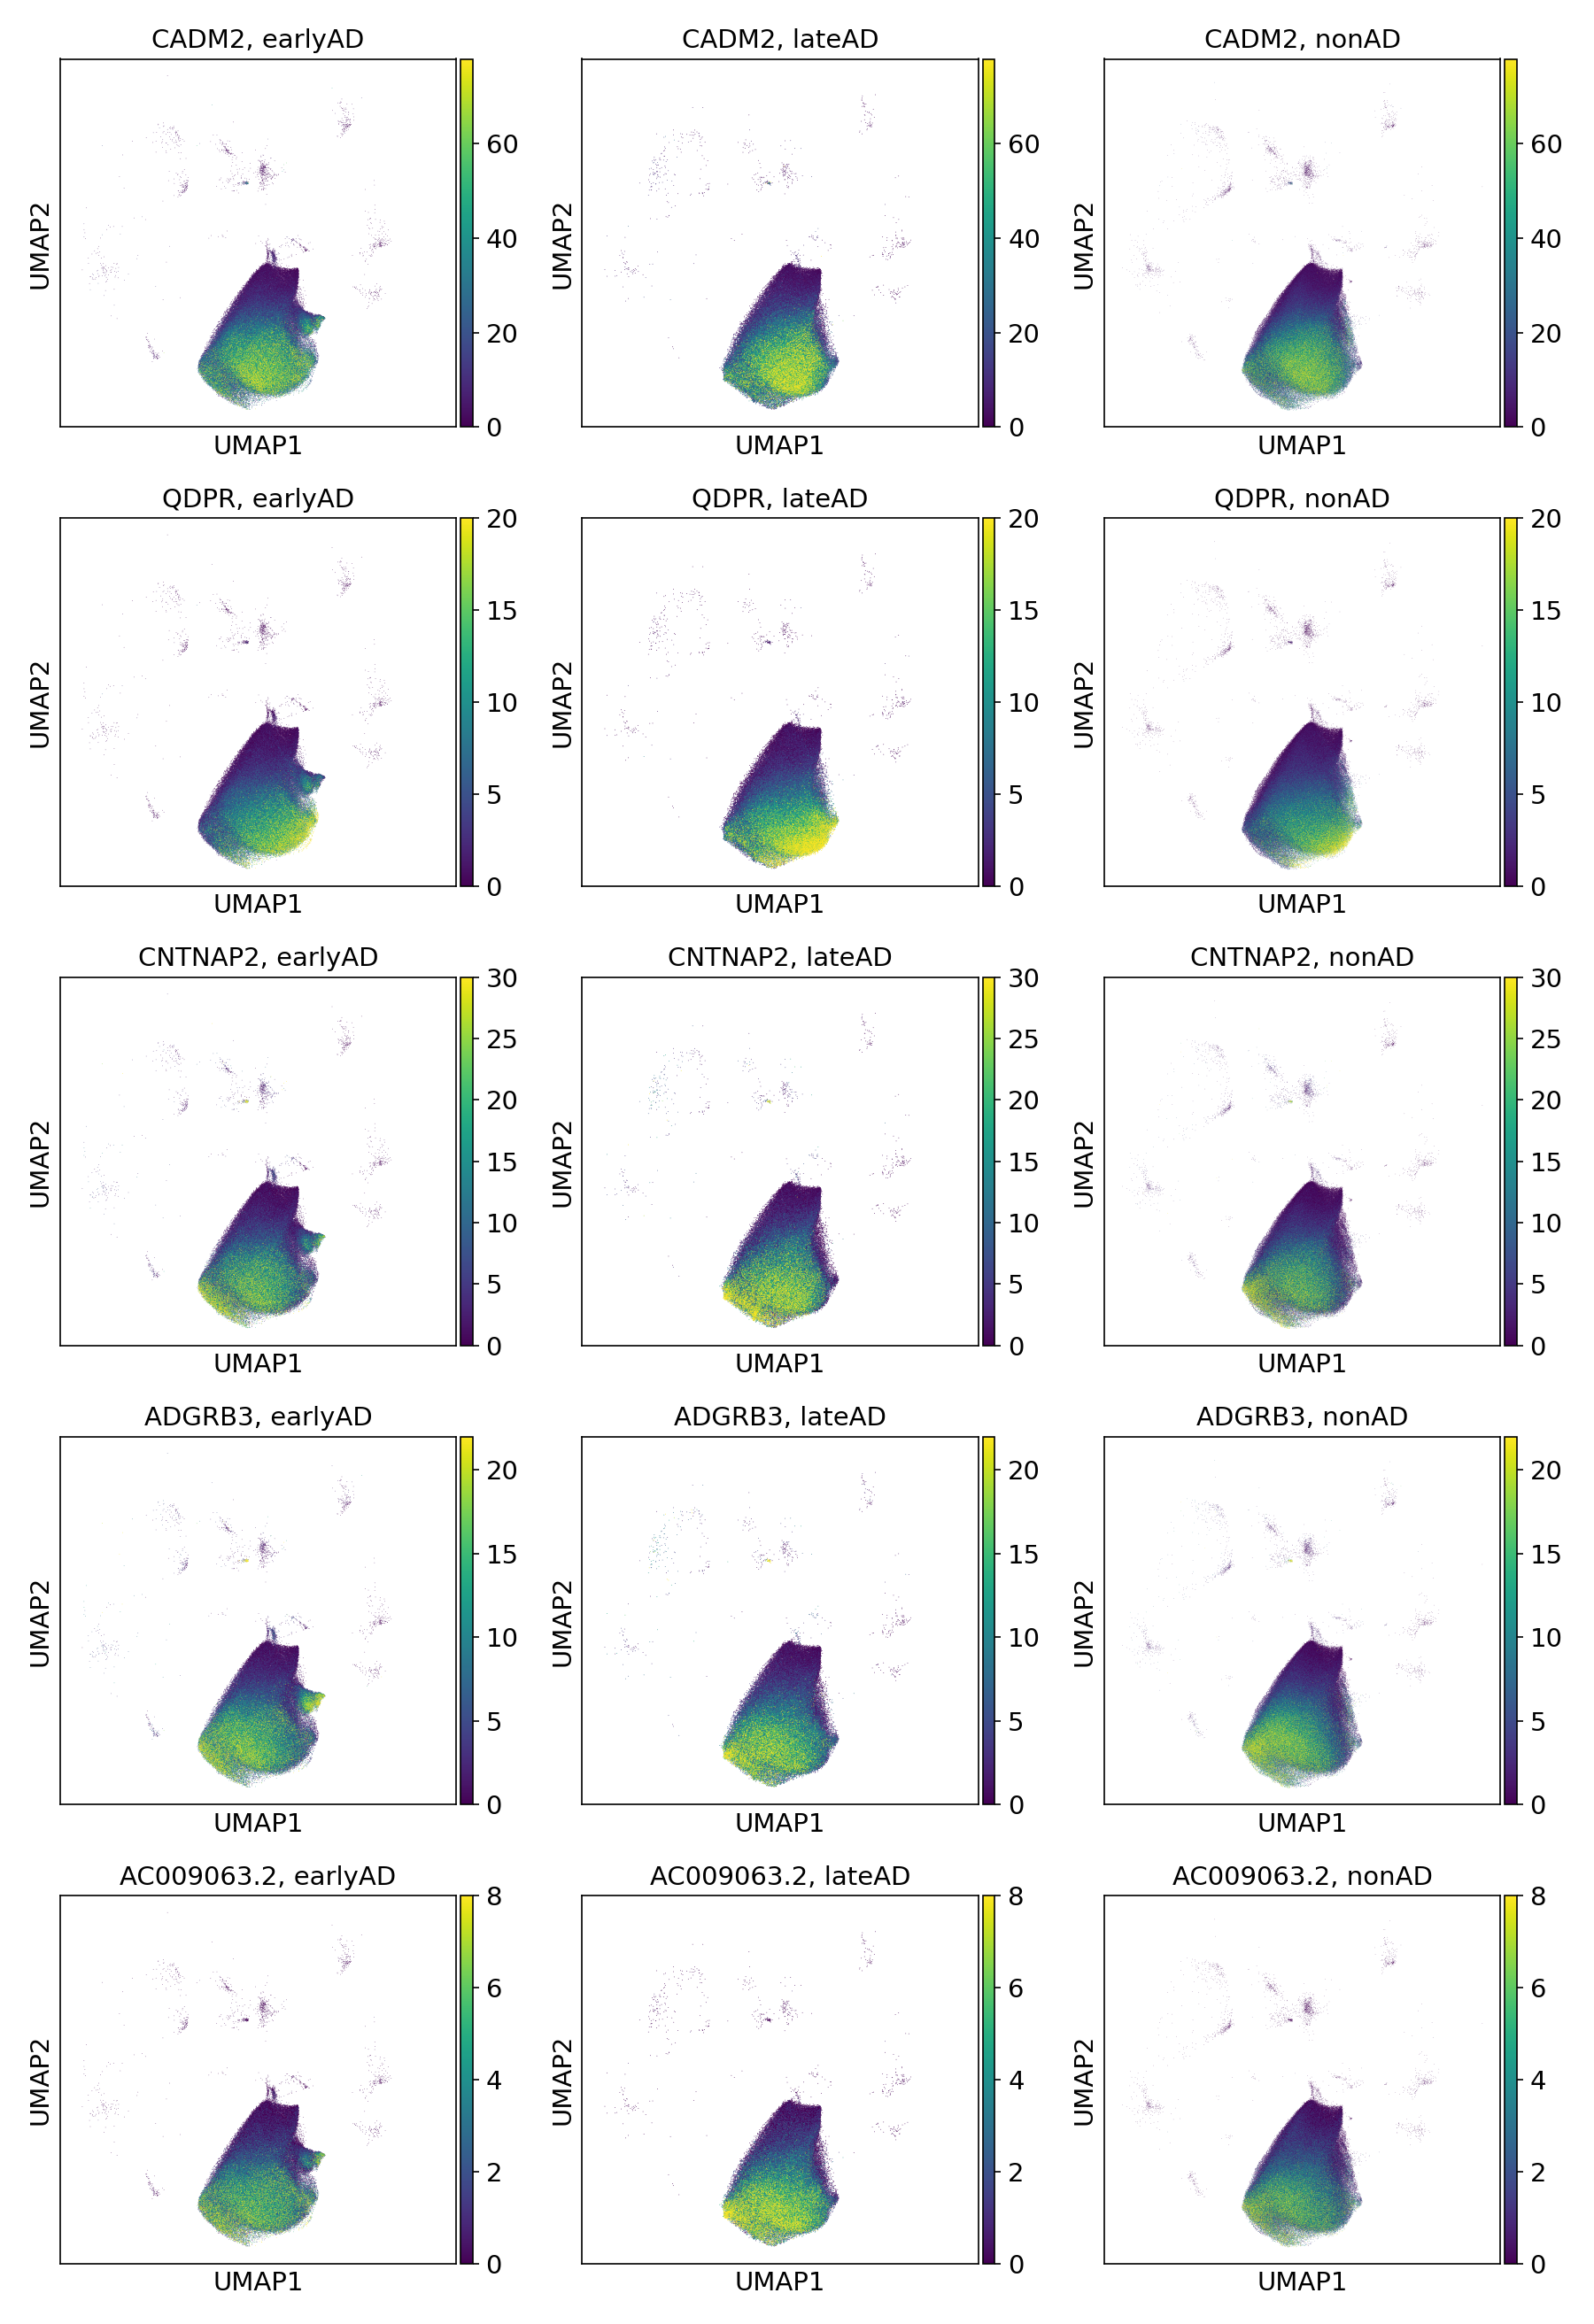 CADM2, earlyAD
CADM2, lateAD
CADM2, nonAD
UMAP2
60
40
20
0
UMAP1
UMAP2
60
40
20
0
UMAP1
UMAP2
60
40
20
0
UMAP1
QDPR, earlyAD
QDPR, lateAD
QDPR, nonAD
UMAP2
20
15
10
5
0
UMAP1
UMAP2
20
15
10
5
0
UMAP1
UMAP2
20
15
10
5
0
UMAP1
CNTNAP2, earlyAD
CNTNAP2, lateAD
CNTNAP2, nonAD
UMAP2
30
25
20
15
10
5
0
UMAP1
UMAP2
30
25
20
15
10
5
0
UMAP1
UMAP2
30
25
20
15
10
5
0
UMAP1
ADGRB3, earlyAD
ADGRB3, lateAD
ADGRB3, nonAD
UMAP2
20
15
10
5
0
UMAP1
UMAP2
20
15
10
5
0
UMAP1
UMAP2
20
15
10
5
0
UMAP1
AC009063.2, earlyAD
AC009063.2, lateAD
AC009063.2, nonAD
UMAP2
8
6
4
2
0
UMAP1
UMAP2
8
6
4
2
0
UMAP1
UMAP2
8
6
4
2
0
UMAP1